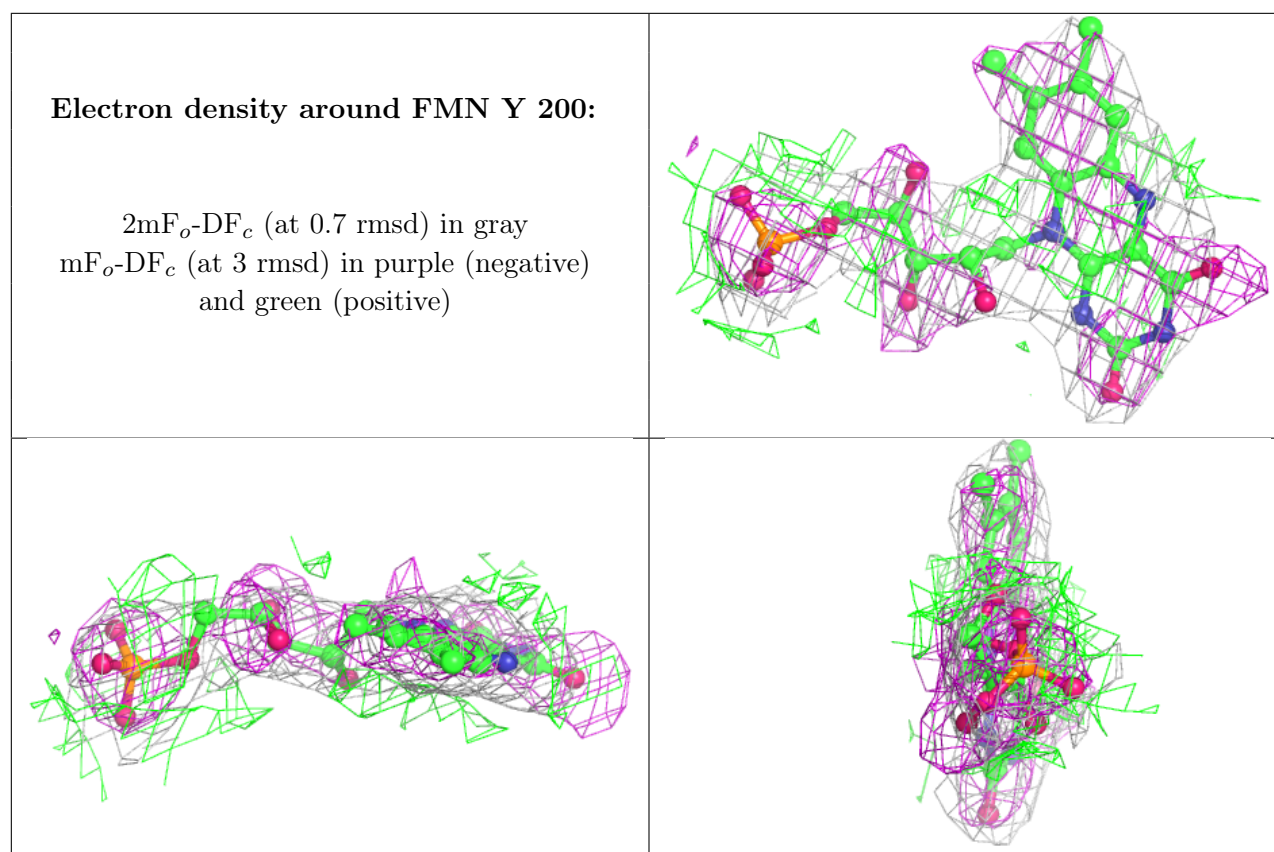 Electron density around FMN Y 200:
2mFo-DFc (at 0.7 rmsd) in gray
mFo-DFc (at 3 rmsd) in purple (negative)
and green (positive)